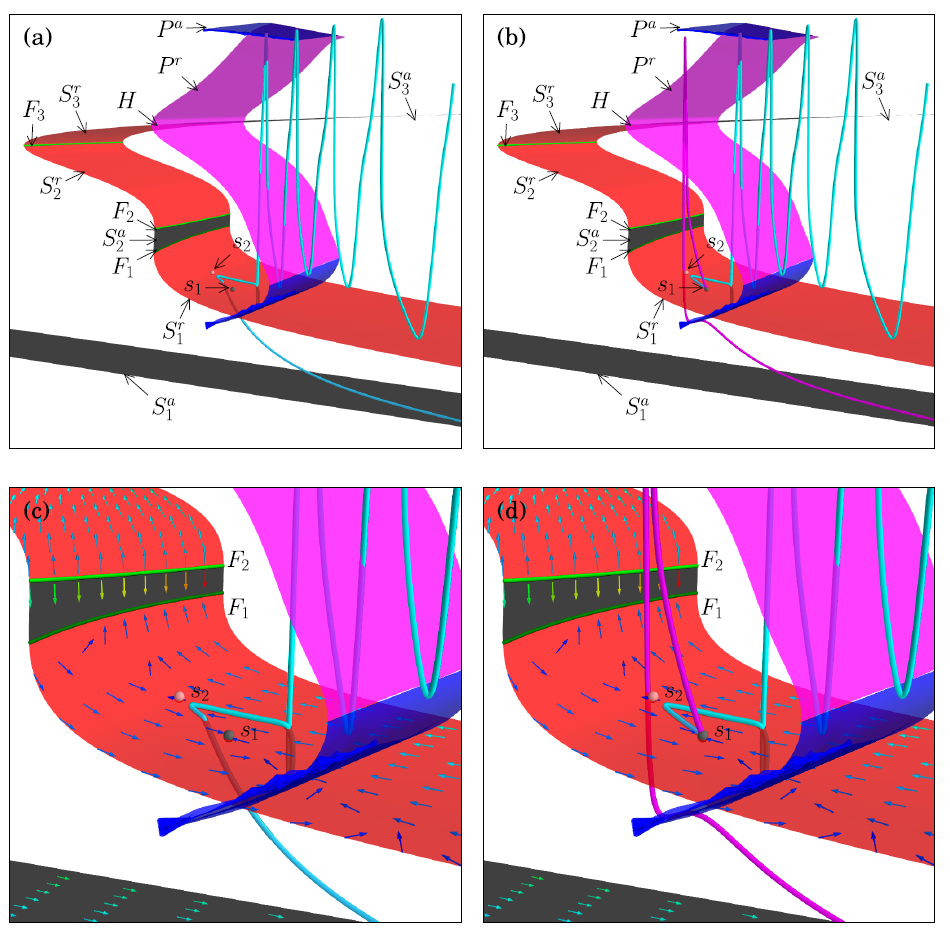 (a)
P^a
P^r
S_3^a
H
S_3^r
F_3
S_2^r
F_2
S_2^a
F_1
s_2
s_1
S_1^r
S_1^a
(b)
P^a
P^r
S_3^a
H
S_3^r
F_3
S_2^r
F_2
S_2^a
F_1
s_2
s_1
S_1^r
S_1^a
(c)
F_2
F_1
s_2
s_1
(d)
F_2
F_1
s_2
s_1